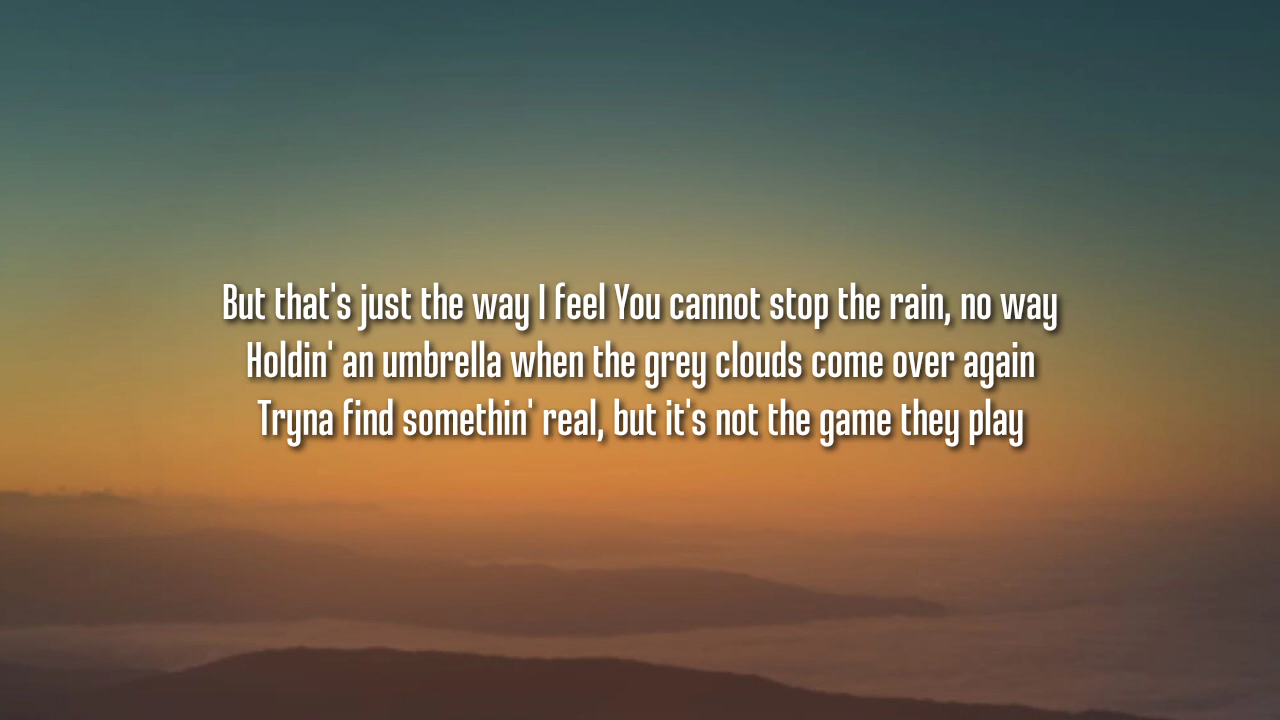 But that's just the way I feel You cannot stop the rain, no way
Holdin' an umbrella when the grey clouds come over again
Tryna find somethin' real, but it's not the game they play